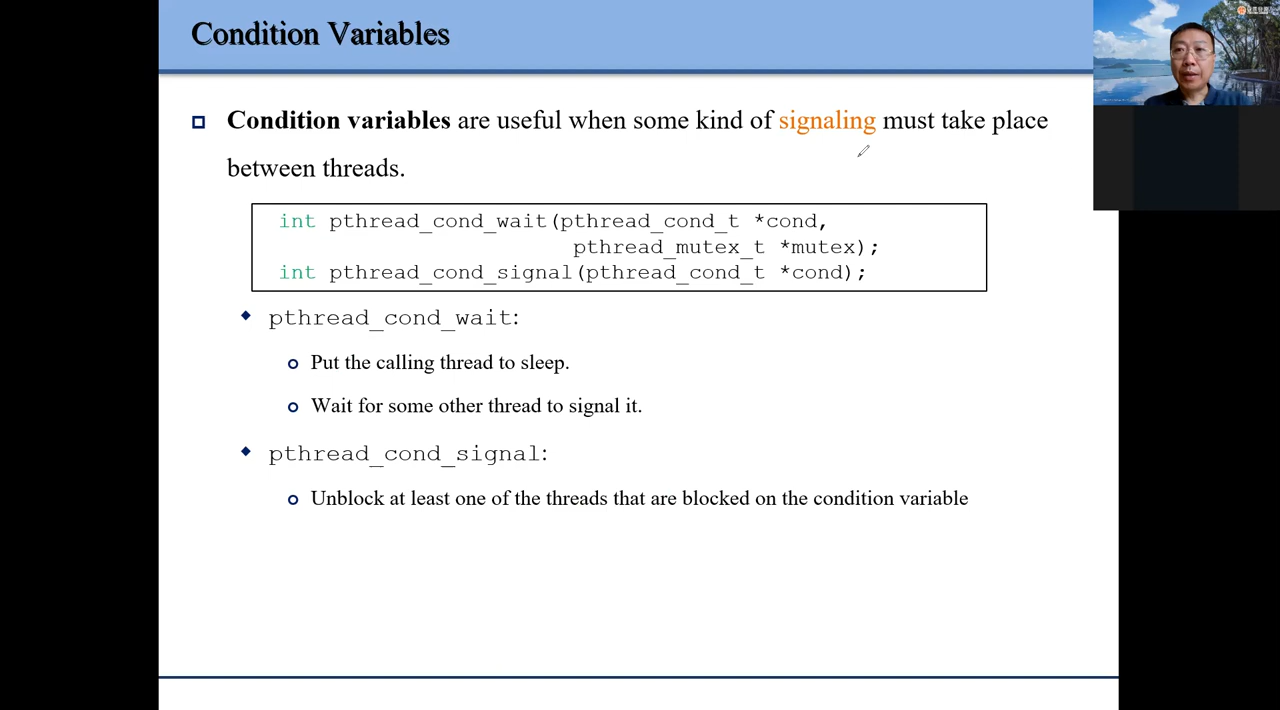 Condition Variables
Condition variables are useful when some kind of signaling must take place
between threads.
int pthread_cond_wait(pthread_cond_t *cond,
pthread_mutex_t *mutex);
int pthread_cond_signal(pthread_cond_t *cond);
pthread_cond_wait:
Put the calling thread to sleep.
Wait for some other thread to signal it.
pthread_cond_signal:
Unblock at least one of the threads that are blocked on the condition variable